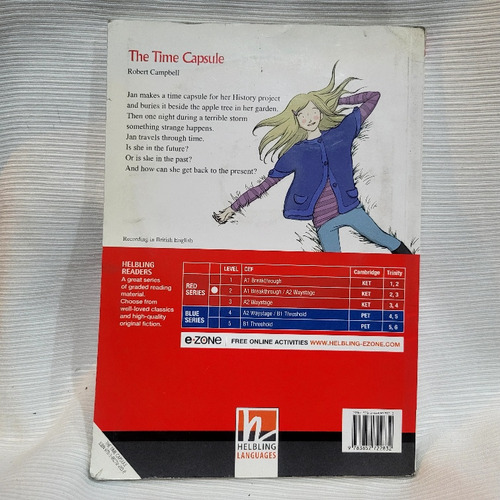 The Time Capsule
Robert Campbell
Jan makes a time capsule for her History project
and buries it beside the apple tree in her garden.
Then one night during a terrible storm
something strange happens.
Jan travels through time.
Is she in the future?
Or is she in the past?
And how can she get back to the present?
Recording in British English
HELBLING
READERS
A great series
of graded reading
material.
Choose from
well-loved classics
and high-quality
original fiction.
LEVEL CEF Cambridge Trinity
RED SERIES
1 A1 Breakthrough KET 1, 2
2 A1 Breakthrough / A2 Waystage KET 2, 3
3 A2 Waystage KET 3, 4
BLUE SERIES
4 A2 Waystage / B1 Threshold PET 4, 5
5 B1 Threshold PET 5, 6
e-zone FREE ONLINE ACTIVITIES WWW.HELBLING-EZONE.COM
h
HELBLING
LANGUAGES
THE TIME CAPSULE